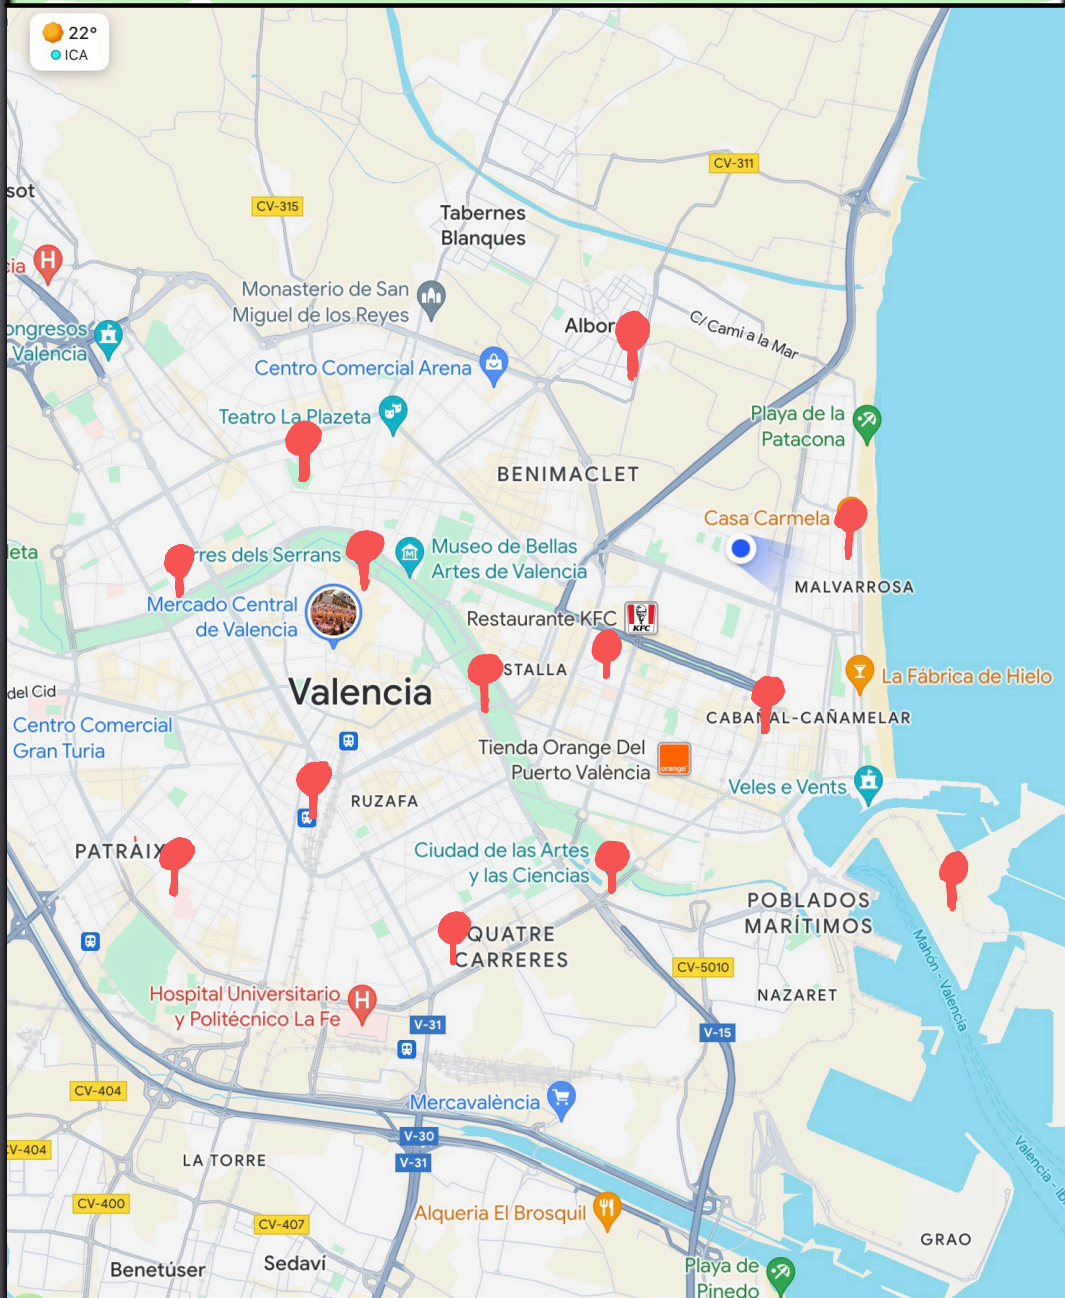 22°
ICA
CV-311
sot
CV-315
Tabernes
Blanques
H
cia
Monasterio de San
Miguel de los Reyes
ongresos
Valencia
Albor
C/ Cami a la Mar
Centro Comercial Arena
Teatro La Plazeta
Playa de la
Patacona
BENIMACLET
Casa Carmela
leta
rres dels Serrans
M
Museo de Bellas
Artes de Valencia
MALVARROSA
Mercado Central
de Valencia
Restaurante KFC
KFC
STALLA
La Fábrica de Hielo
del Cid
Valencia
CABAÑAL-CAÑAMELAR
Centro Comercial
Gran Turia
Tienda Orange Del
Puerto València
orange
Veles e Vents
RUZAFA
PATRAIX
Ciudad de las Artes
y las Ciencias
POBLADOS
MARÍTIMOS
QUATRE
CARRERES
Mahón - Valencia
CV-5010
Hospital Universitario
y Politécnico La Fe
H
NAZARET
V-31
V-15
CV-404
Mercavalència
V-30
CV-404
V-31
LA TORRE
Valencia - Ib
CV-400
CV-407
Alqueria El Brosquil
GRAO
Benetúser
Sedaví
Playa de
Pinedo